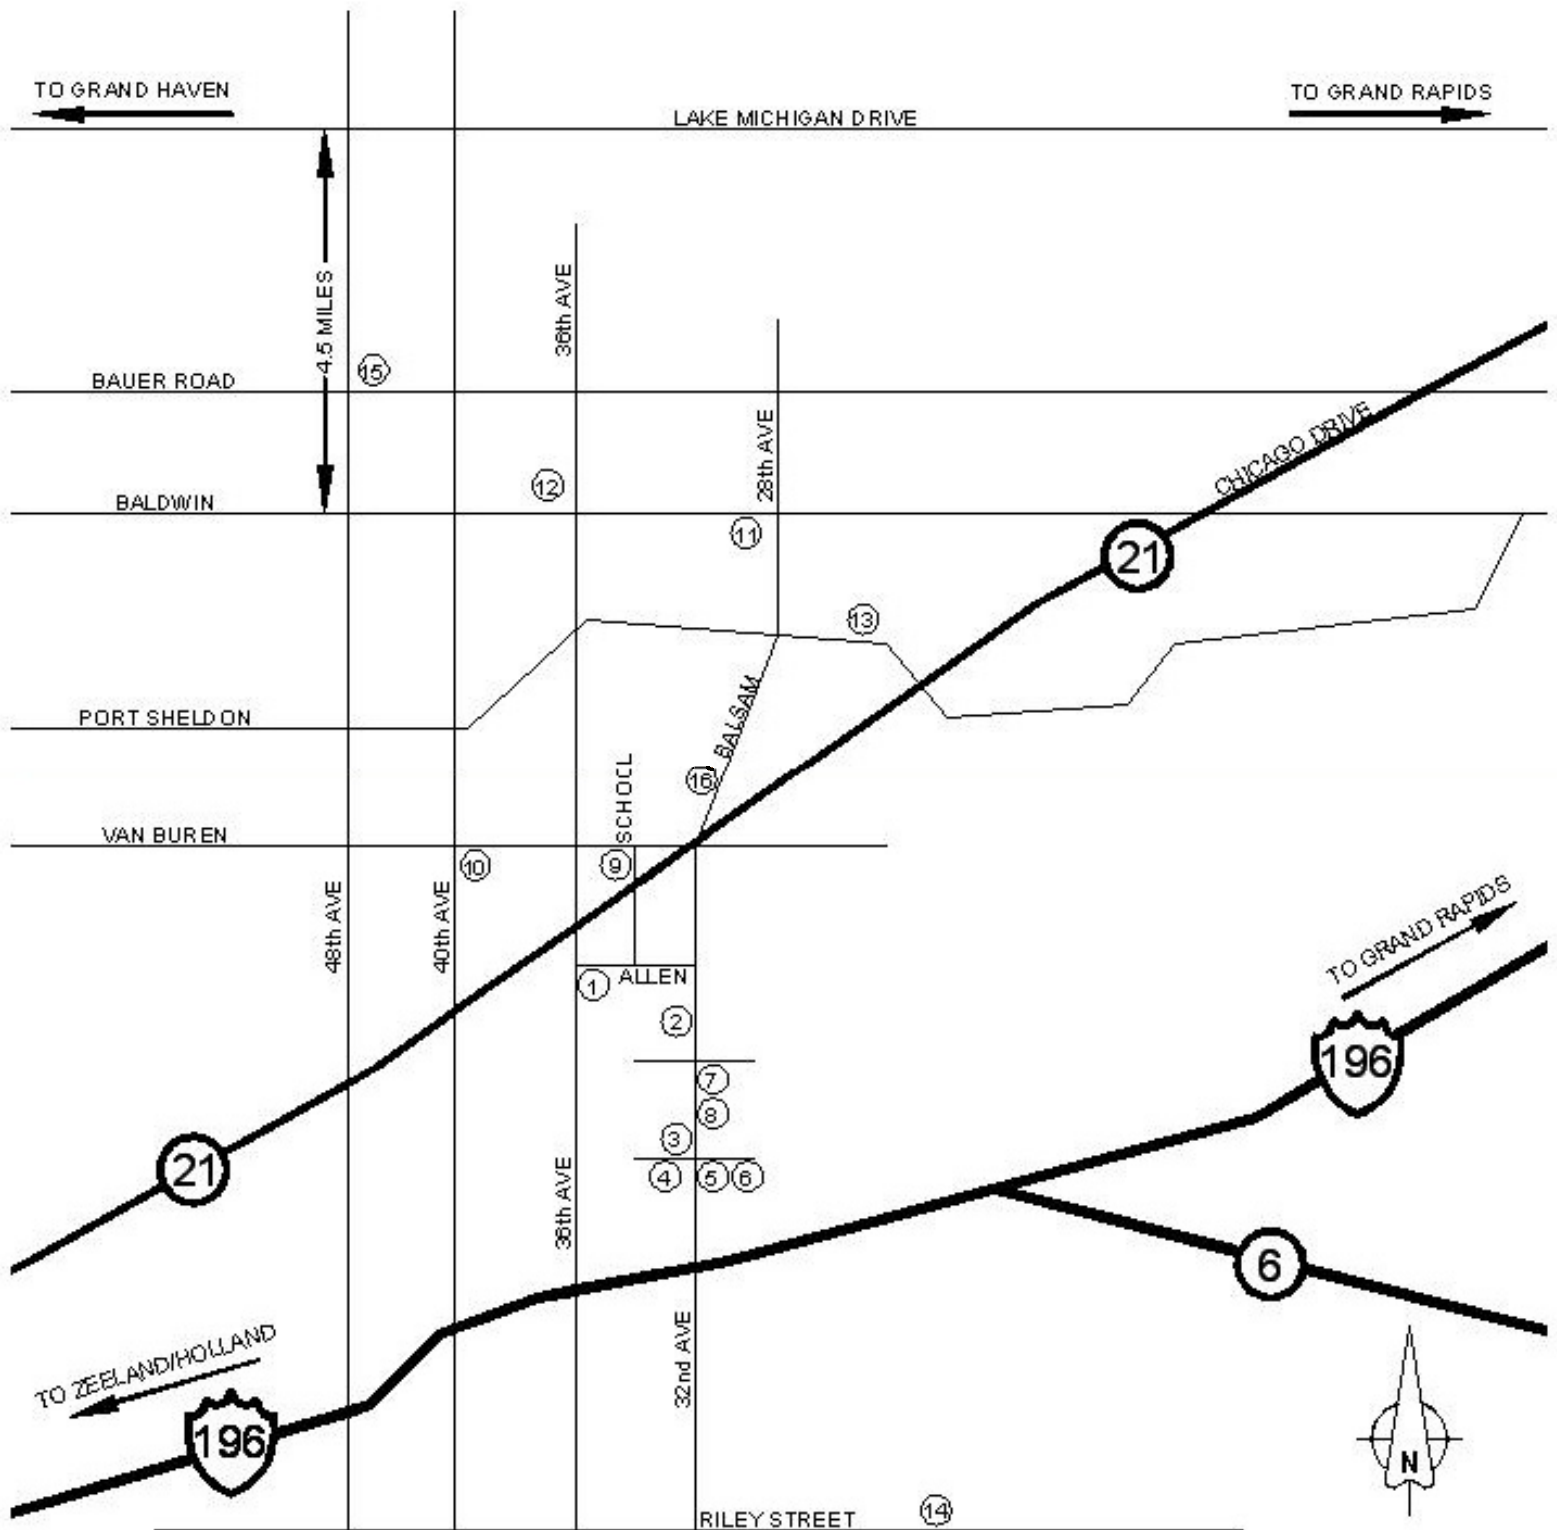 TO GRAND HAVEN
TO GRAND RAPIDS
LAKE MICHIGAN DRIVE
4.5 MILES
36th AVE
15
BAUER ROAD
28th AVE
CHICAGO DRIVE
12
BALDWIN
11
21
13
PORT SHELDON
BALSAM
16
SCHOOL
VAN BUREN
10
9
48th AVE
40th AVE
TO GRAND RAPIDS
1
ALLEN
2
196
7
8
3
21
4
5
6
36th AVE
6
32nd AVE
TO ZEELAND/HOLLAND
196
N
RILEY STREET
14